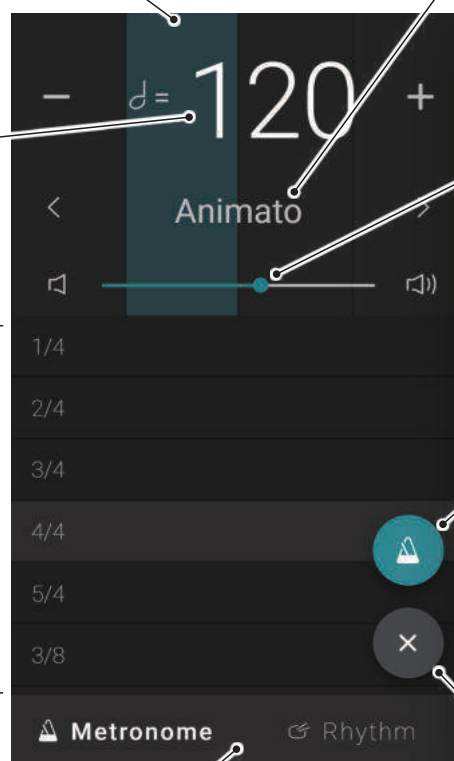 − 𝅗𝅥 = 120 +
< Animato >
1/4
2/4
3/4
4/4
5/4
3/8
Metronome Rhythm